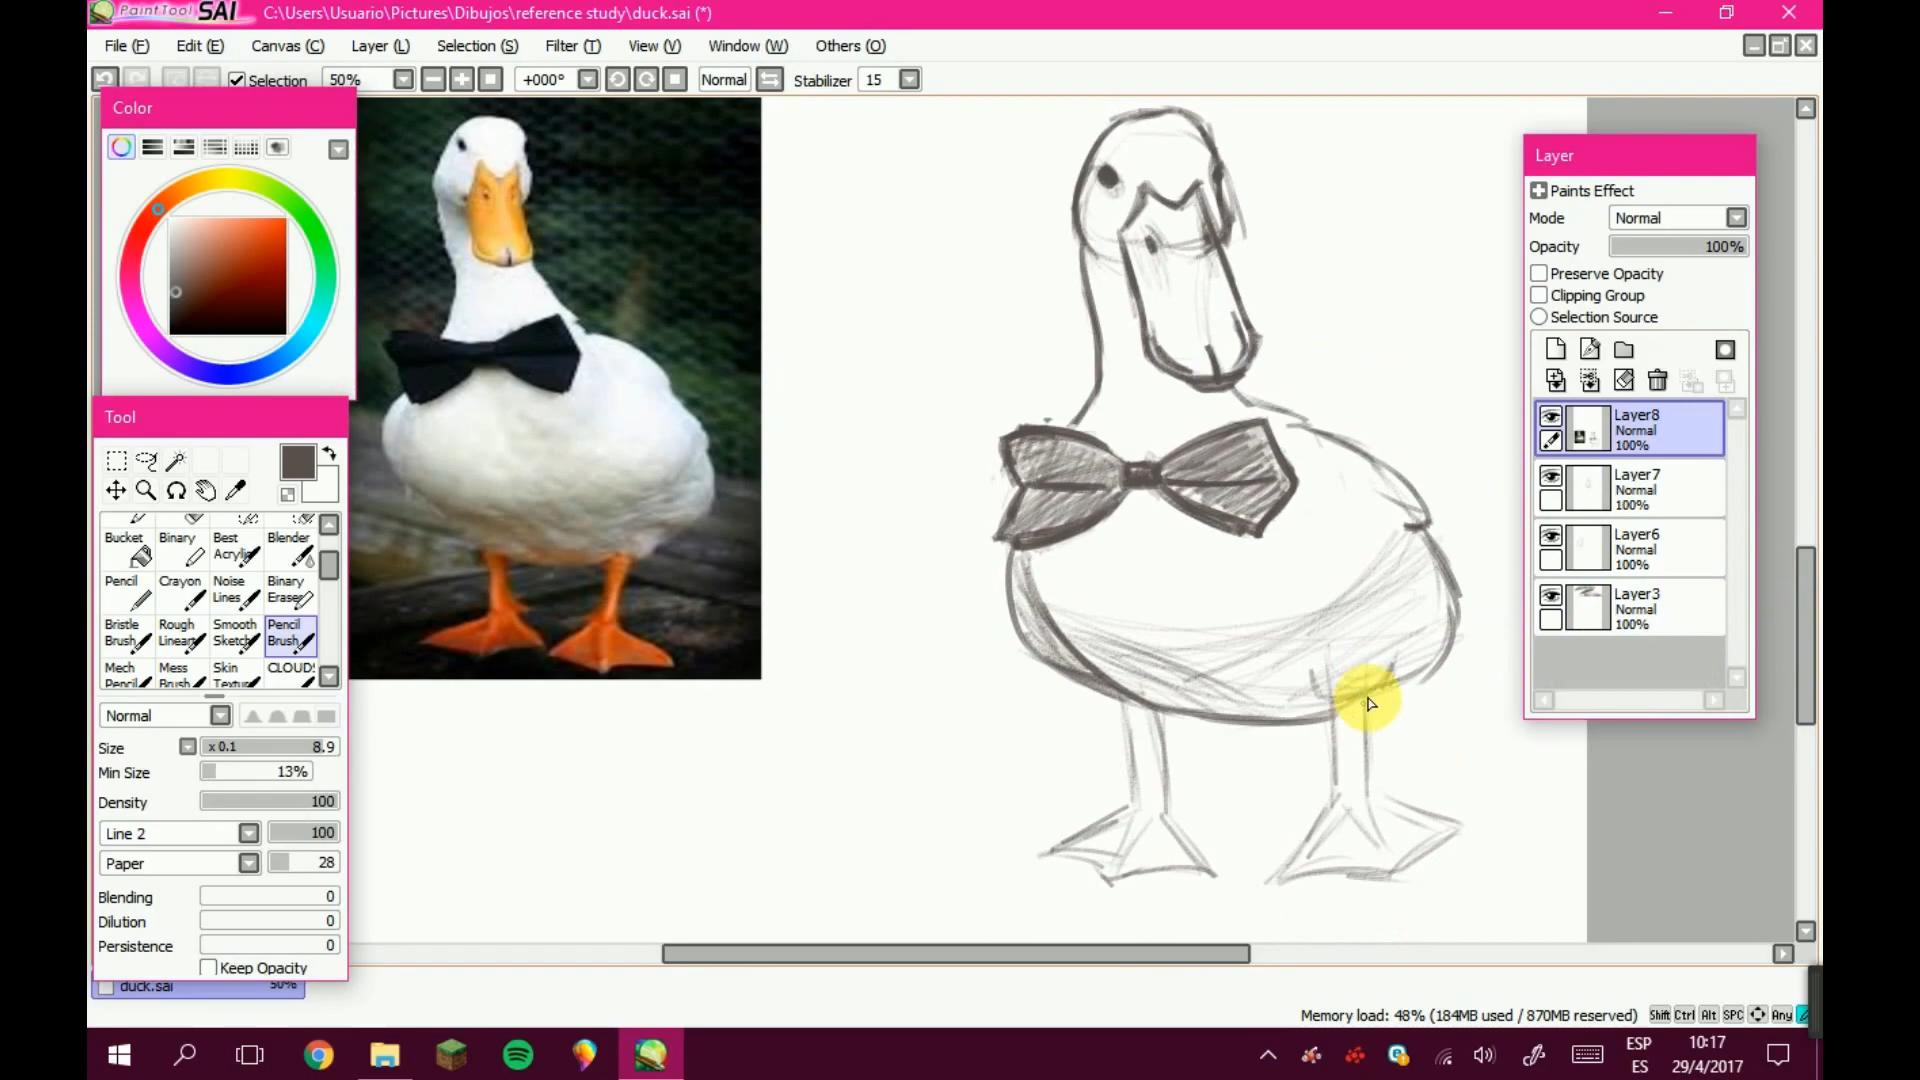 PaintTool SAI C:\Users\Usuario\Pictures\Dibujos\reference study\duck.sai (*)
File (F) Edit (E) Canvas (C) Layer (L) Selection (S) Filter (T) View (V) Window (W) Others (O)
Selection 50% +000° Normal Stabilizer 15
Color
Tool
Bucket Binary Best Acrylic Blender
Pencil Crayon Noise Lines Binary Eraser
Bristle Brush Rough Lineart Smooth Sketch Pencil Brush
Mech Pencil Mess Brush Skin Texture CLOUDS
Normal
Size x 0.1 8.9
Min Size 13%
Density 100
Line 2 100
Paper 28
Blending 0
Dilution 0
Persistence 0
Keep Opacity
duck.sai 50%
Layer
Paints Effect
Mode Normal
Opacity 100%
Preserve Opacity
Clipping Group
Selection Source
Layer8
Normal
100%
Layer7
Normal
100%
Layer6
Normal
100%
Layer3
Normal
100%
Memory load: 48% (184MB used / 870MB reserved) Shift Ctrl Alt SPC Any
ESP
ES
10:17
29/4/2017